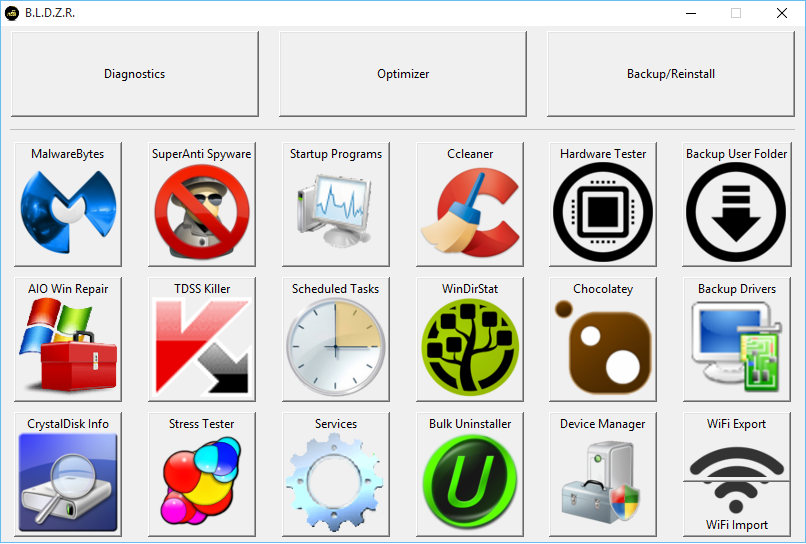 B.L.D.Z.R.
Diagnostics
Optimizer
Backup/Reinstall
MalwareBytes
SuperAnti Spyware
Startup Programs
Ccleaner
Hardware Tester
Backup User Folder
AIO Win Repair
TDSS Killer
Scheduled Tasks
WinDirStat
Chocolatey
Backup Drivers
CrystalDisk Info
Stress Tester
Services
Bulk Uninstaller
Device Manager
WiFi Export
WiFi Import